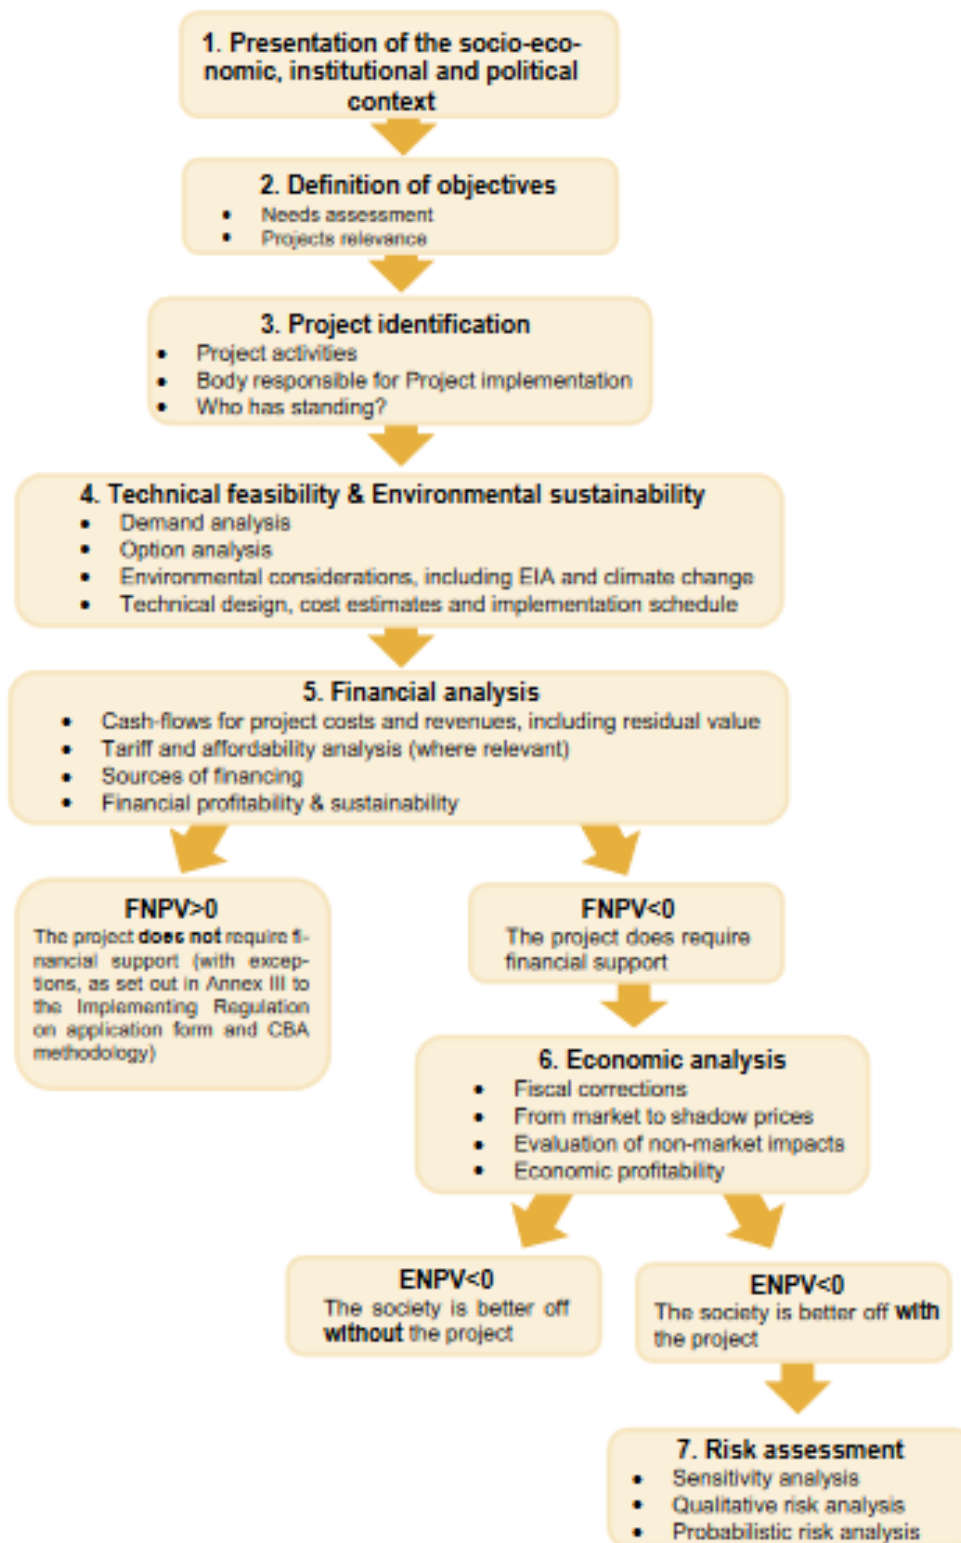 1. Presentation of the socio-eco-
nomic, institutional and political
context
2. Definition of objectives
• Needs assessment
• Projects relevance
3. Project identification
• Project activities
• Body responsible for Project implementation
• Who has standing?
4. Technical feasibility & Environmental sustainability
• Demand analysis
• Option analysis
• Environmental considerations, including EIA and climate change
• Technical design, cost estimates and implementation schedule
5. Financial analysis
• Cash-flows for project costs and revenues, including residual value
• Tariff and affordability analysis (where relevant)
• Sources of financing
• Financial profitability & sustainability
FNPV>0
The project does not require fi-
nancial support (with excep-
tions, as set out in Annex III to
the Implementing Regulation
on application form and CBA
methodology)
FNPV<0
The project does require
financial support
6. Economic analysis
• Fiscal corrections
• From market to shadow prices
• Evaluation of non-market impacts
• Economic profitability
ENPV<0
The society is better off
without the project
ENPV<0
The society is better off with
the project
7. Risk assessment
• Sensitivity analysis
• Qualitative risk analysis
• Probabilistic risk analysis